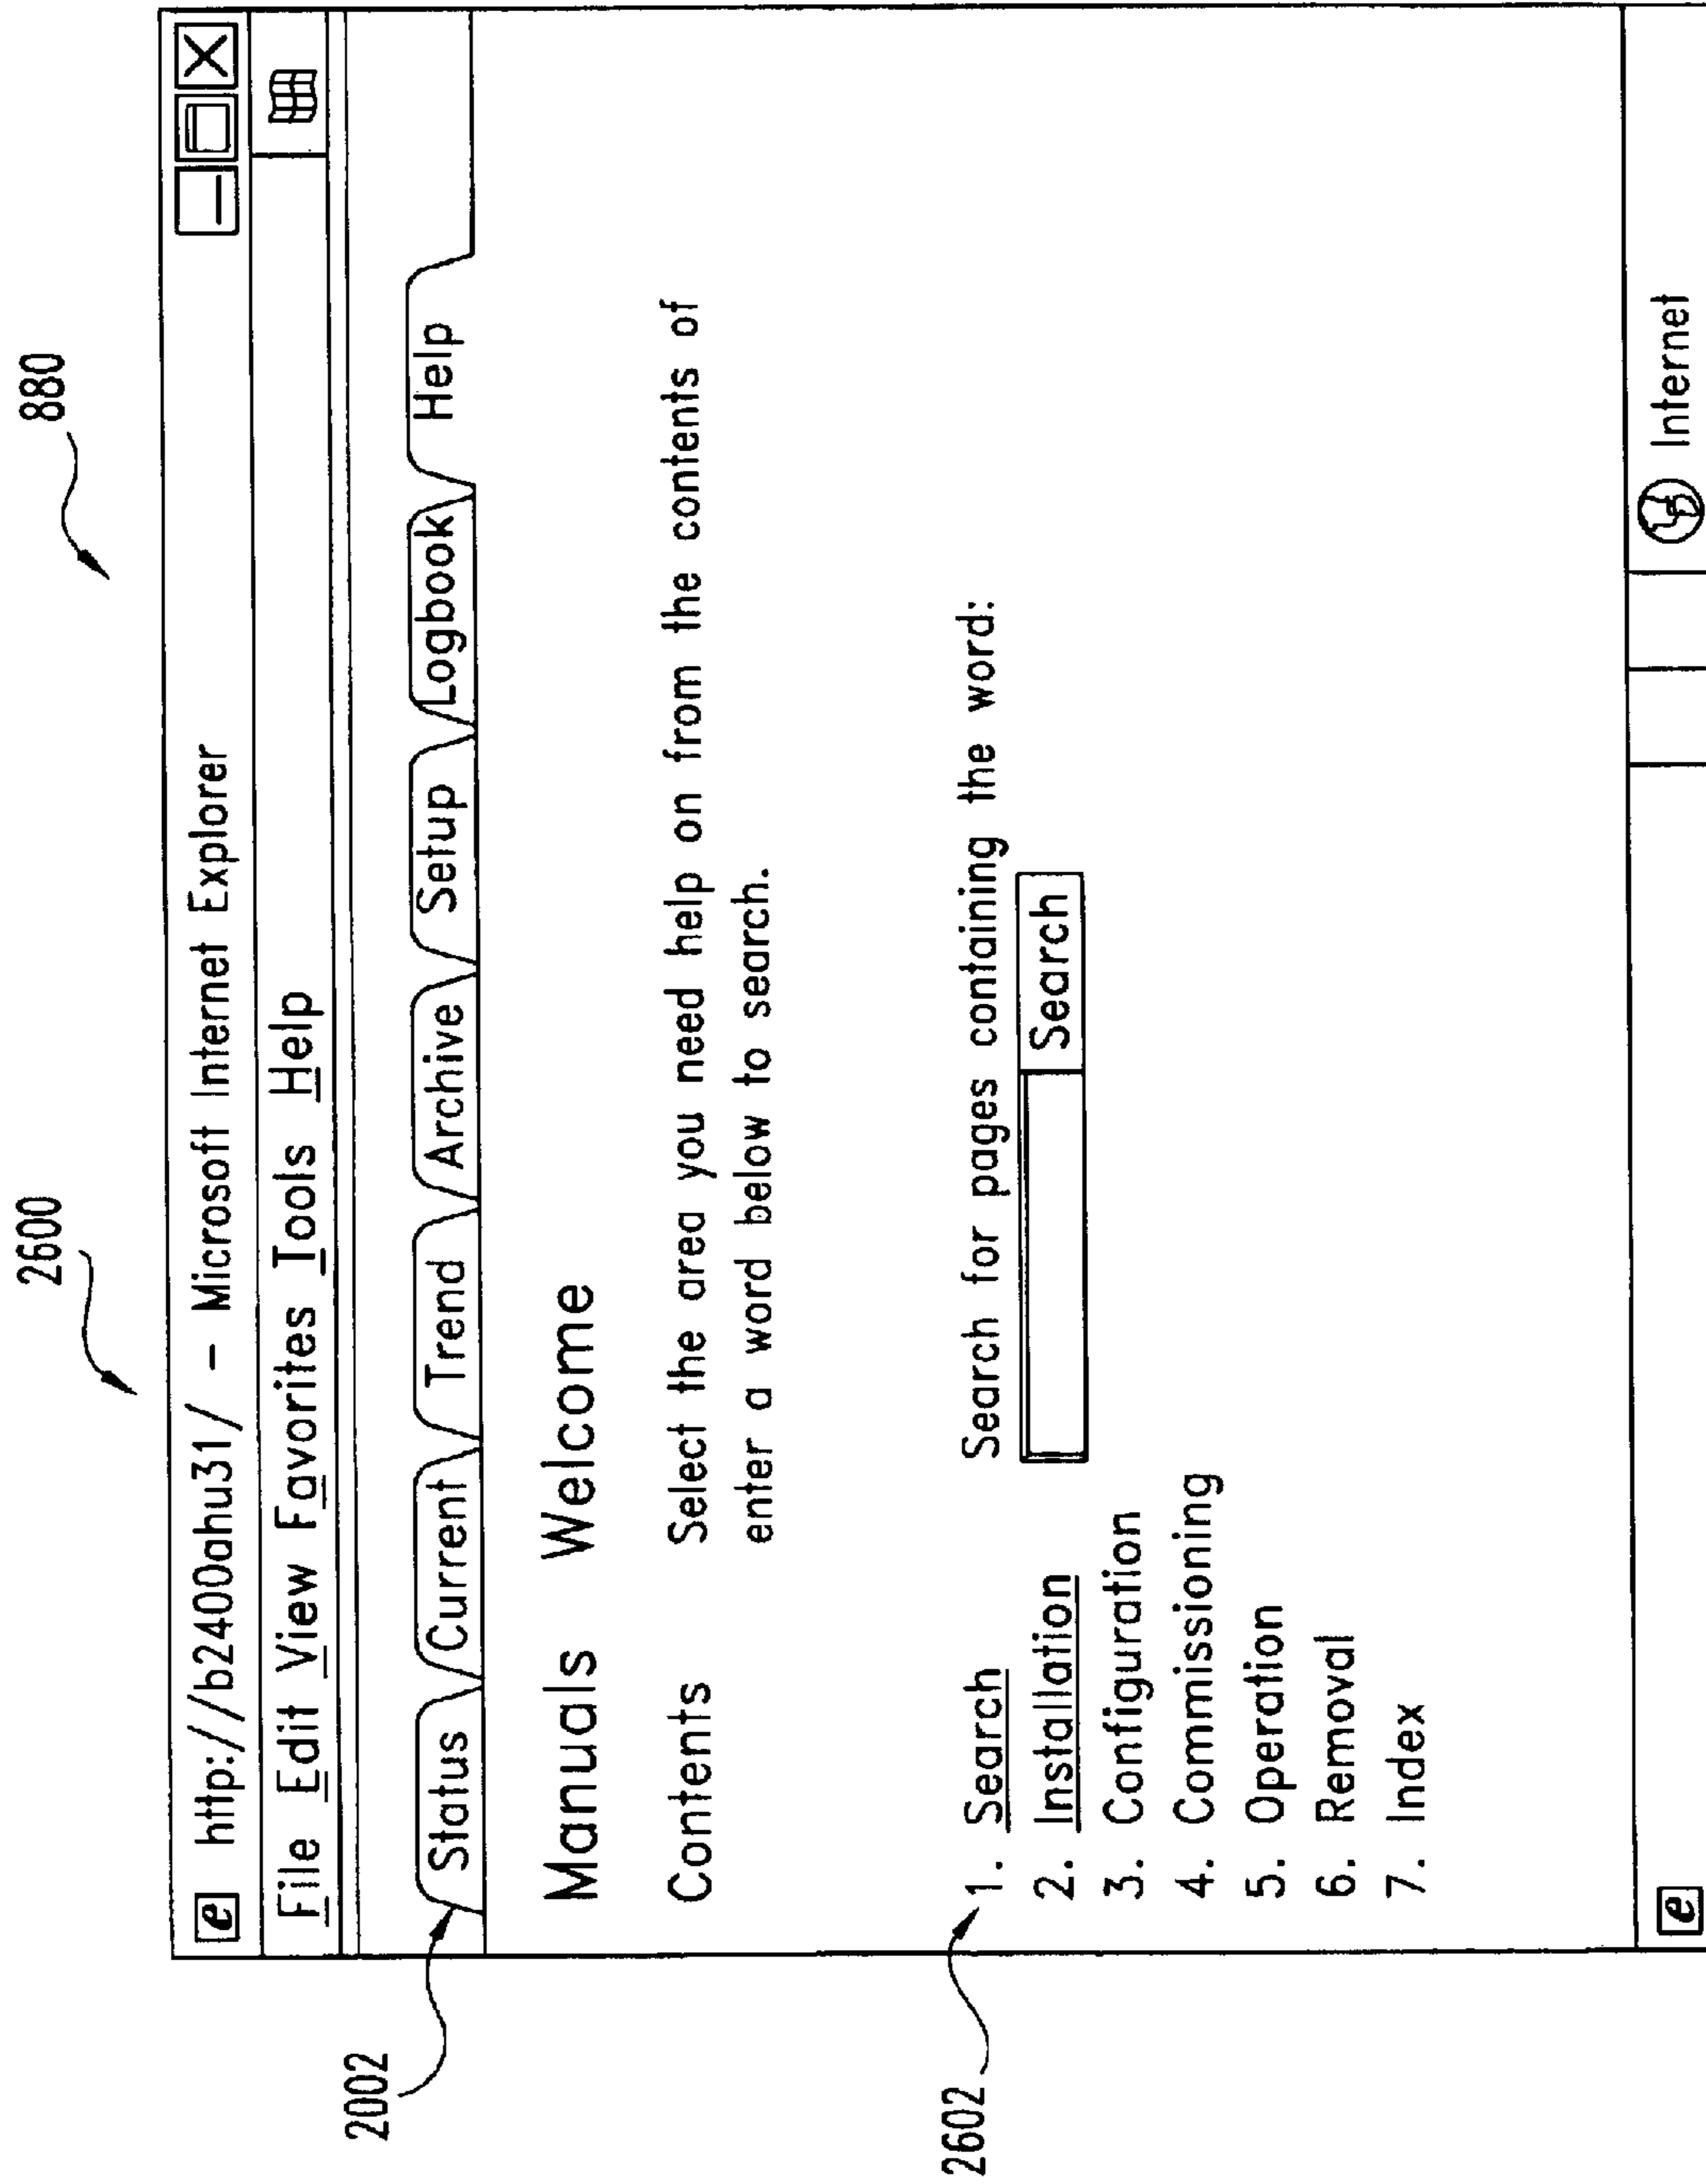 2600
880
e http://b2400ahu31/ - Microsoft Internet Explorer
File Edit View Favorites Tools Help
2002
Status Current Trend Archive Setup Logbook Help
Manuals Welcome
Contents Select the area you need help on from the contents of
enter a word below to search.
2602
1. Search Search for pages containing the word:
2. Installation Search
3. Configuration
4. Commissioning
5. Operation
6. Removal
7. Index
e Internet